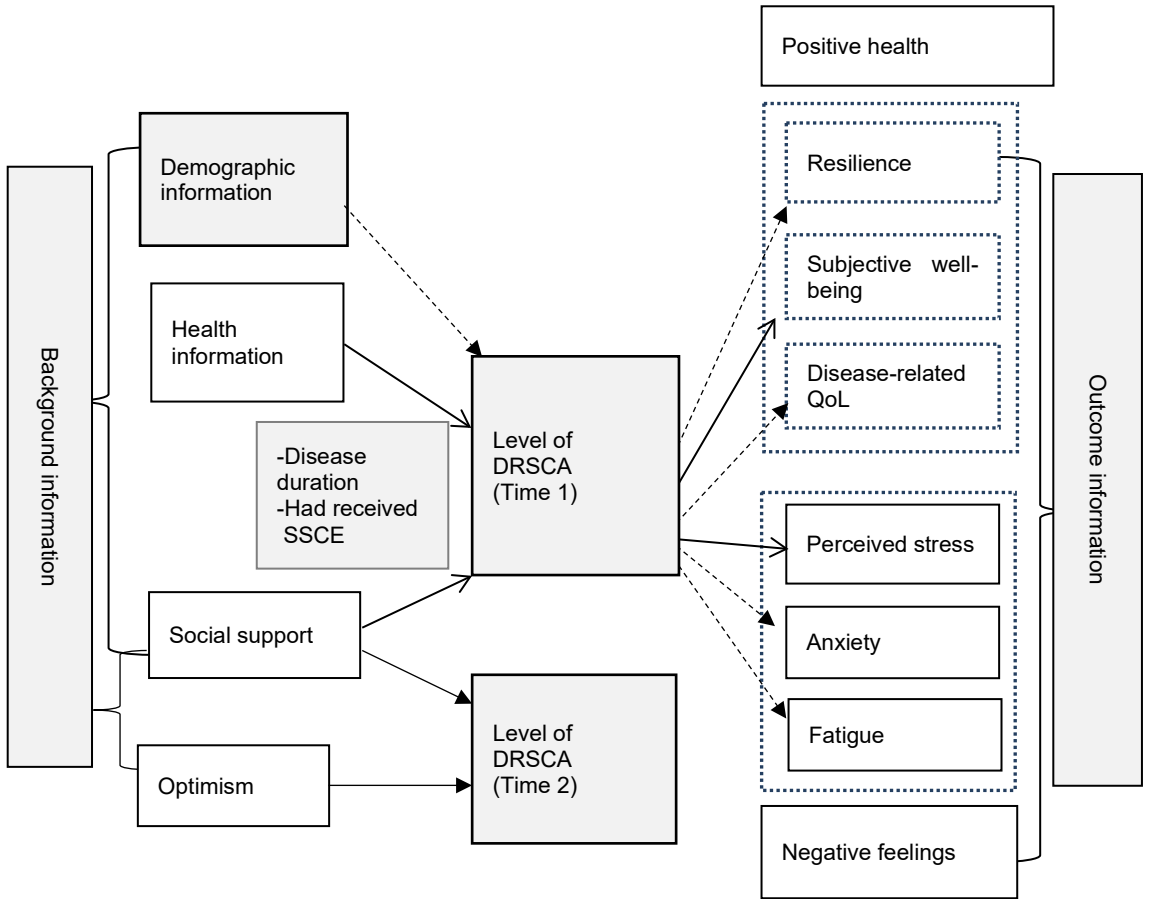 Background information
Demographic
information
Health
information
-Disease
duration
-Had received
SSCE
Social support
Optimism
Level of
DRSCA
(Time 1)
Level of
DRSCA
(Time 2)
Positive health
Resilience
Subjective well-
being
Disease-related
QoL
Perceived stress
Anxiety
Fatigue
Negative feelings
Outcome information